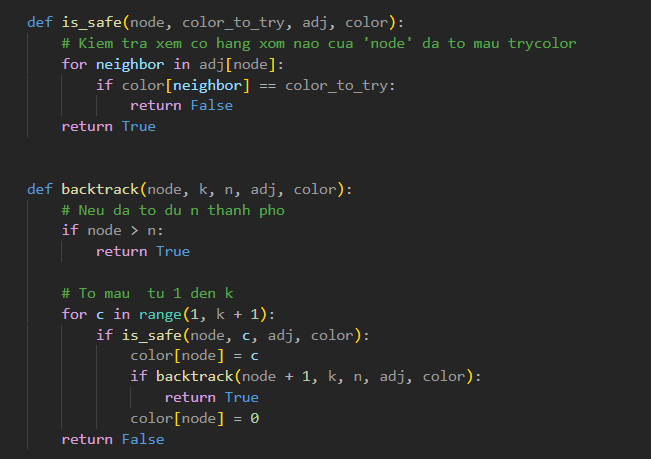 def is_safe(node, color_to_try, adj, color):
    # Kiem tra xem co hang xom nao cua 'node' da to mau trycolor
    for neighbor in adj[node]:
        if color[neighbor] == color_to_try:
            return False
    return True
def backtrack(node, k, n, adj, color):
    # Neu da to du n thanh pho
    if node > n:
        return True
    # To mau  tu 1 den k
    for c in range(1, k + 1):
        if is_safe(node, c, adj, color):
            color[node] = c
            if backtrack(node + 1, k, n, adj, color):
                return True
            color[node] = 0
    return False